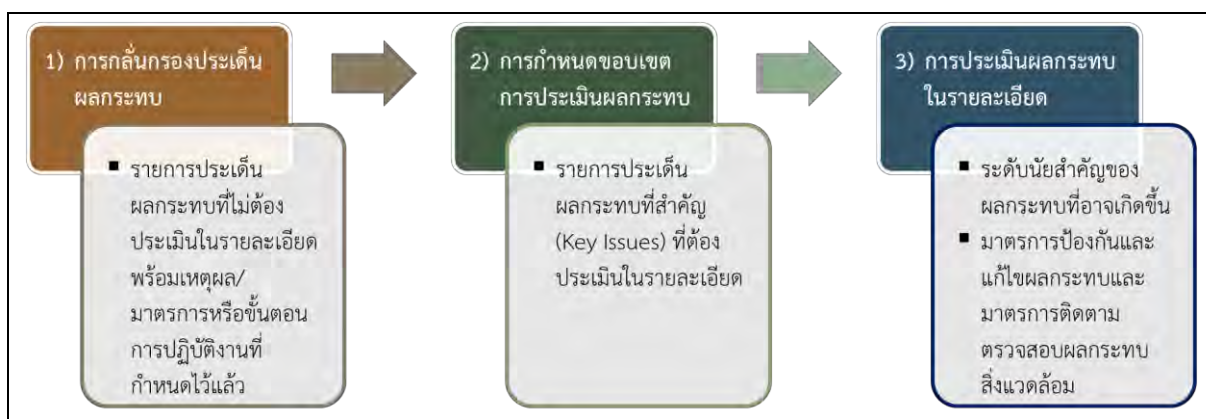 1) การกลั่นกรองประเด็น
ผลกระทบ
■ รายการประเด็น
ผลกระทบที่ไม่ต้อง
ประเมินในรายละเอียด
พร้อมเหตุผล/
มาตรการหรือขั้นตอน
การปฏิบัติงานที่
กำหนดไว้แล้ว
2) การกำหนดขอบเขต
การประเมินผลกระทบ
■ รายการประเด็น
ผลกระทบที่สำคัญ
(Key Issues) ที่ต้อง
ประเมินในรายละเอียด
3) การประเมินผลกระทบ
ในรายละเอียด
■ ระดับนัยสำคัญของ
ผลกระทบที่อาจเกิดขึ้น
■ มาตรการป้องกันและ
แก้ไขผลกระทบและ
มาตรการติดตาม
ตรวจสอบผลกระทบ
สิ่งแวดล้อม